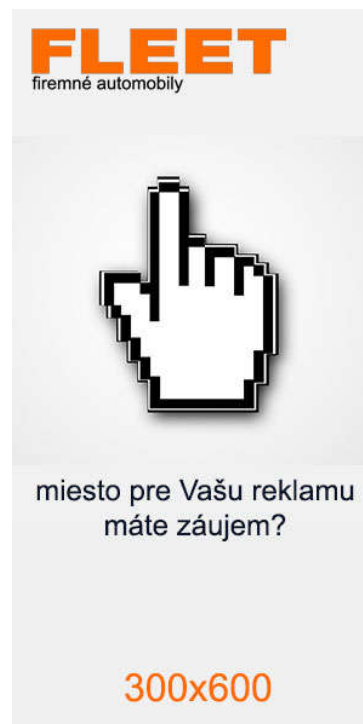 FLEET
firemné automobily
miesto pre Vašu reklamu
máte záujem?
300x600